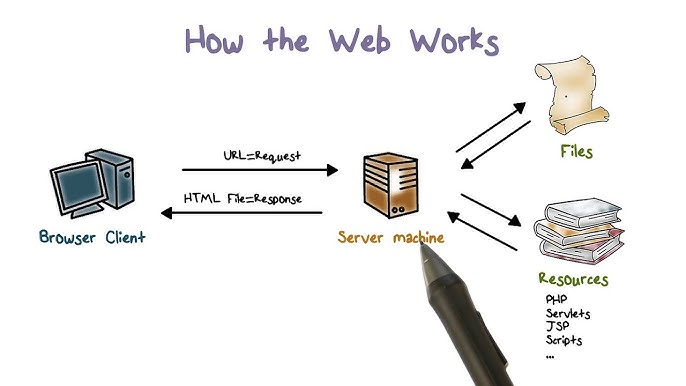 How the Web Works
URL=Request
HTML File=Response
Browser Client
Server machine
Files
Resources
PHP
Servlets
JSP
Scripts
...